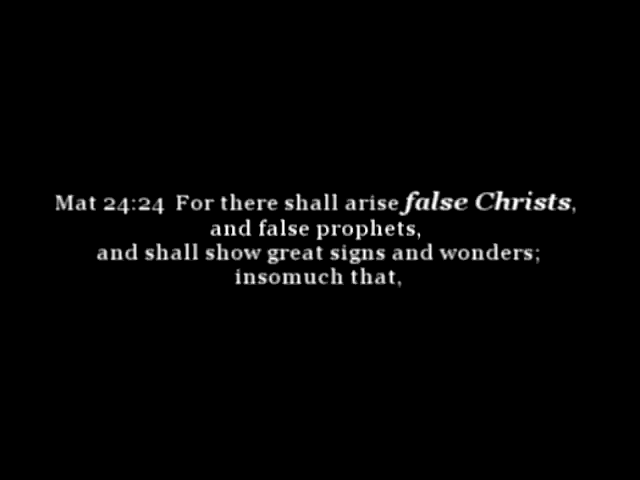 Mat 24:24 For there shall arise false Christs,
and false prophets,
and shall show great signs and wonders;
insomuch that,